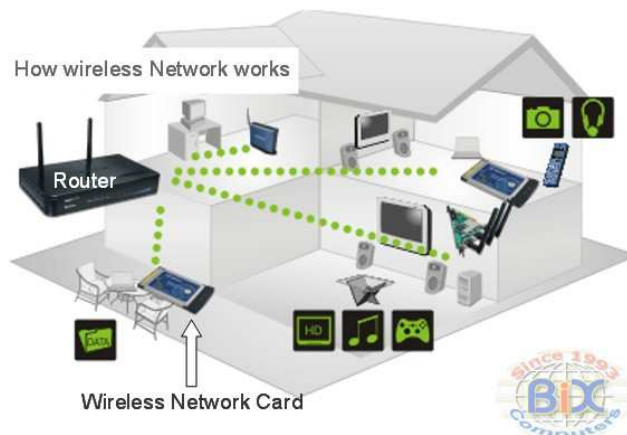 How wireless Network works
Router
HD
DATA
Wireless Network Card
Since 1993
BiX
Computers